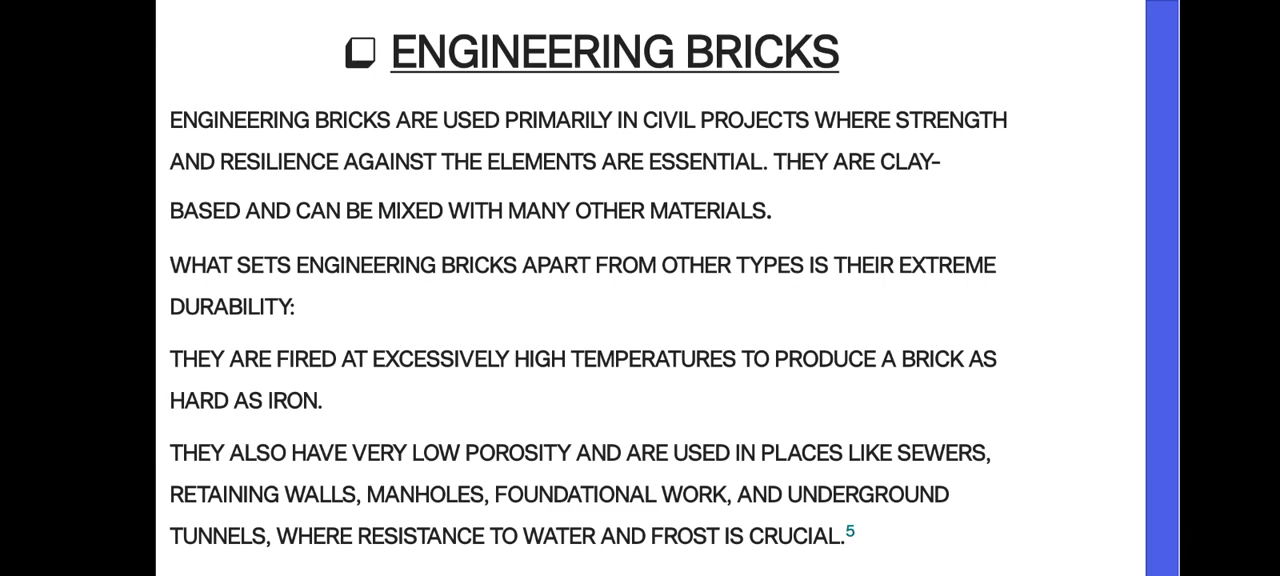 ❑ ENGINEERING BRICKS
ENGINEERING BRICKS ARE USED PRIMARILY IN CIVIL PROJECTS WHERE STRENGTH
AND RESILIENCE AGAINST THE ELEMENTS ARE ESSENTIAL. THEY ARE CLAY-
BASED AND CAN BE MIXED WITH MANY OTHER MATERIALS.
WHAT SETS ENGINEERING BRICKS APART FROM OTHER TYPES IS THEIR EXTREME
DURABILITY:
THEY ARE FIRED AT EXCESSIVELY HIGH TEMPERATURES TO PRODUCE A BRICK AS
HARD AS IRON.
THEY ALSO HAVE VERY LOW POROSITY AND ARE USED IN PLACES LIKE SEWERS,
RETAINING WALLS, MANHOLES, FOUNDATIONAL WORK, AND UNDERGROUND
TUNNELS, WHERE RESISTANCE TO WATER AND FROST IS CRUCIAL.5